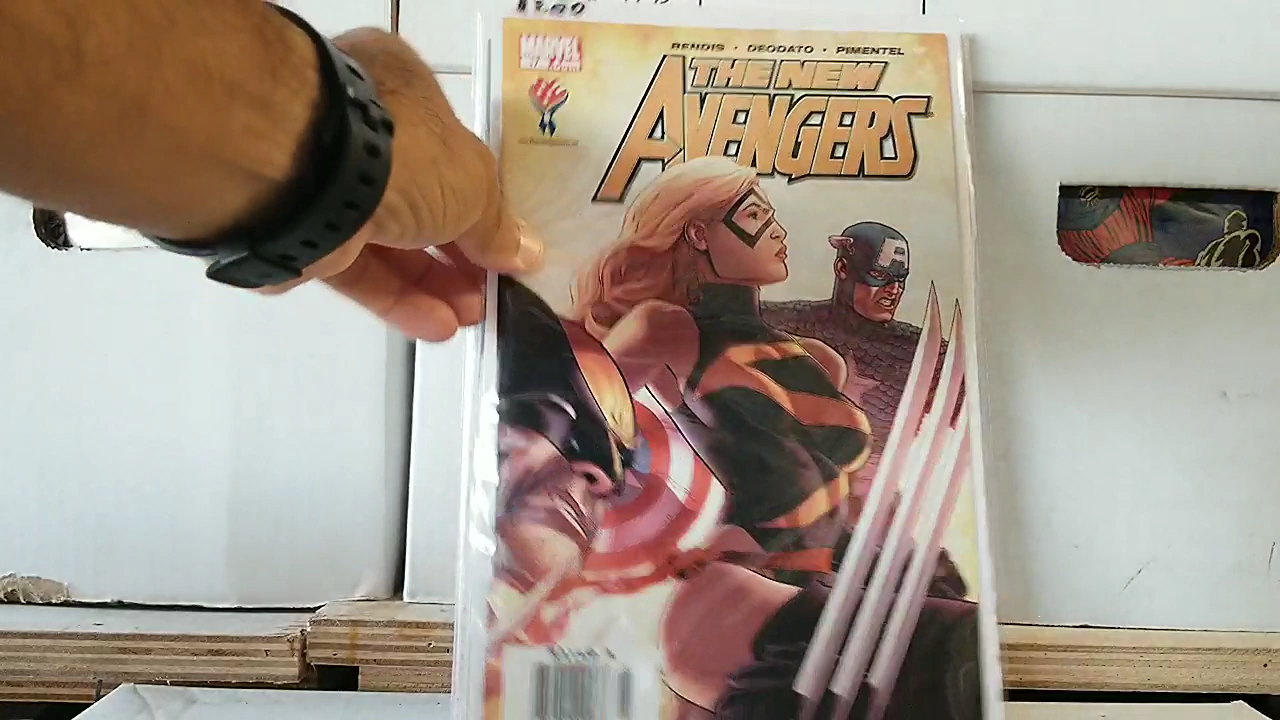 MARVEL
BENDIS · DEODATO · PIMENTEL
THE NEW
AVENGERS
A